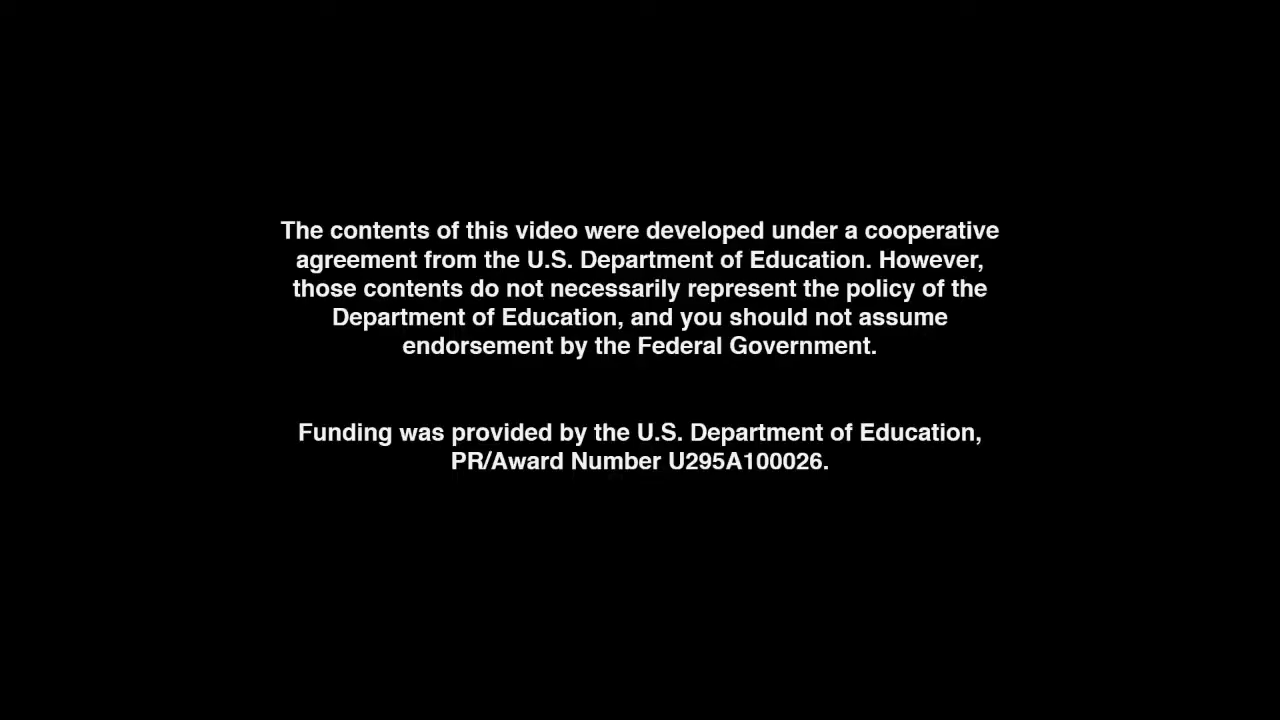 The contents of this video were developed under a cooperative
agreement from the U.S. Department of Education. However,
those contents do not necessarily represent the policy of the
Department of Education, and you should not assume
endorsement by the Federal Government.
Funding was provided by the U.S. Department of Education,
PR/Award Number U295A100026.